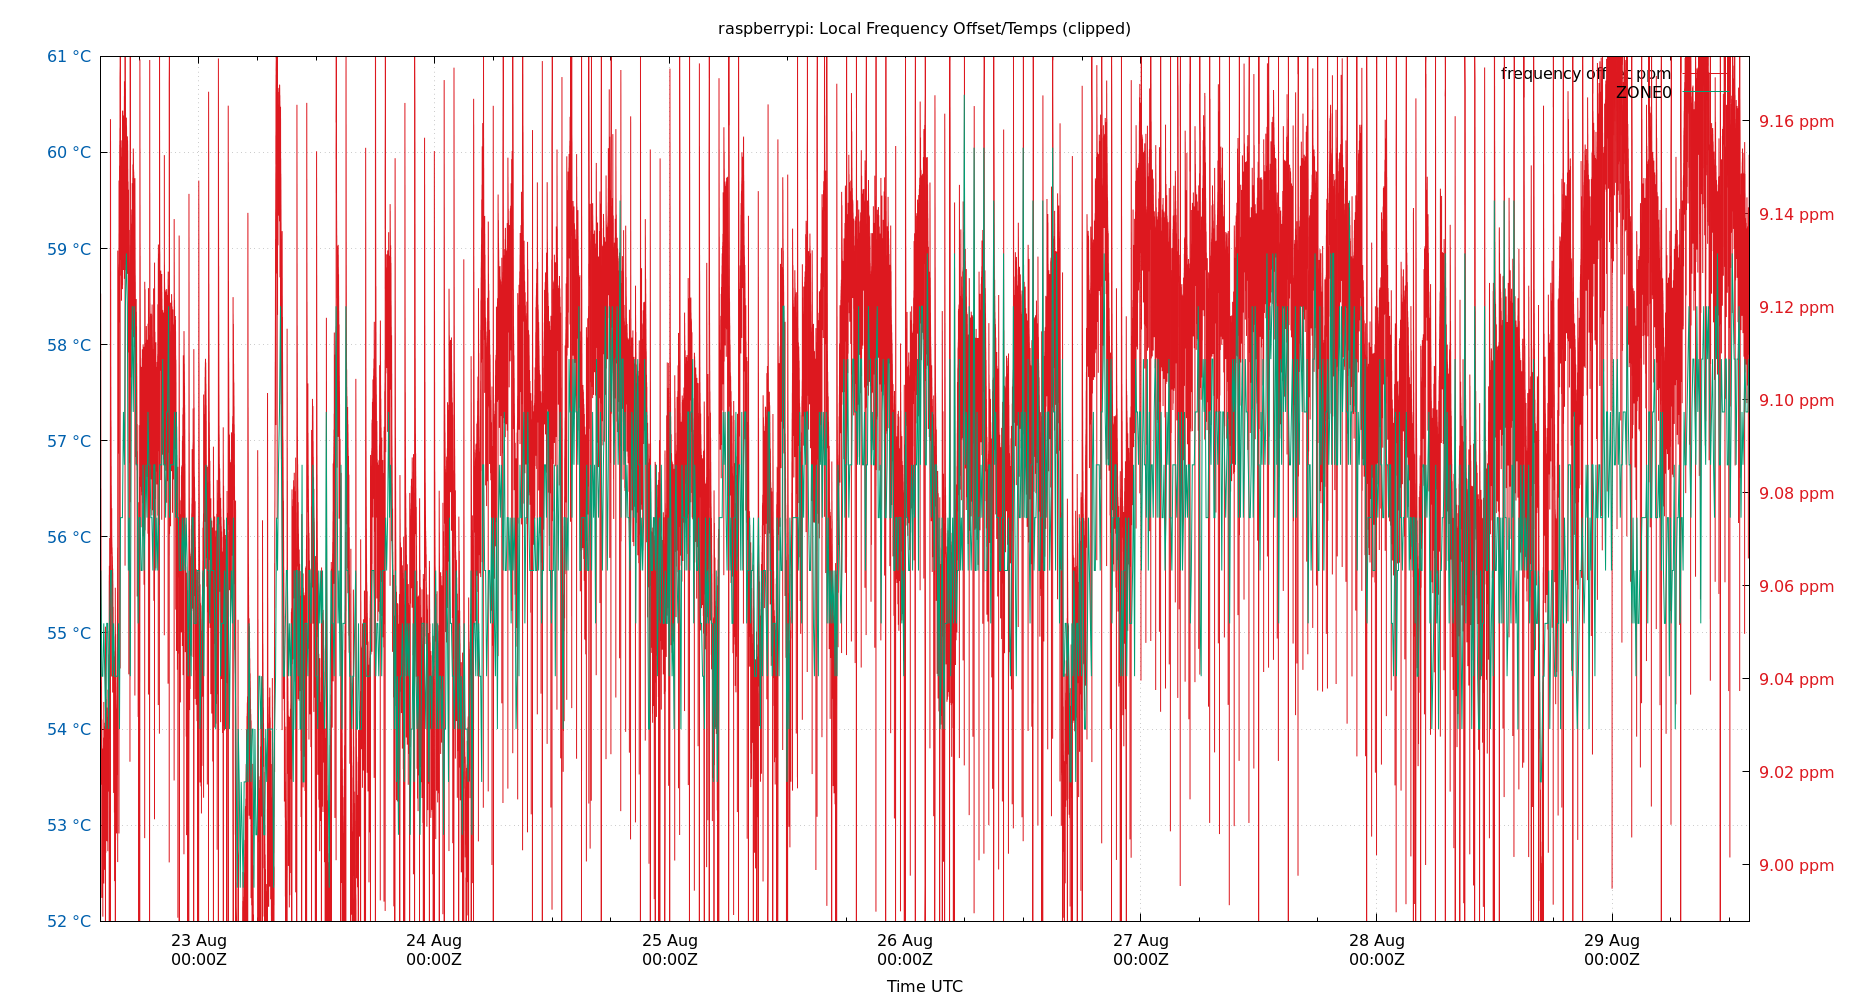 raspberrypi: Local Frequency Offset/Temps (clipped)
61 °C
60 °C
59 °C
58 °C
57 °C
56 °C
55 °C
54 °C
53 °C
52 °C
frequency offset ppm
ZONE0
9.16 ppm
9.14 ppm
9.12 ppm
9.10 ppm
9.08 ppm
9.06 ppm
9.04 ppm
9.02 ppm
9.00 ppm
23 Aug
00:00Z
24 Aug
00:00Z
25 Aug
00:00Z
26 Aug
00:00Z
27 Aug
00:00Z
28 Aug
00:00Z
29 Aug
00:00Z
Time UTC